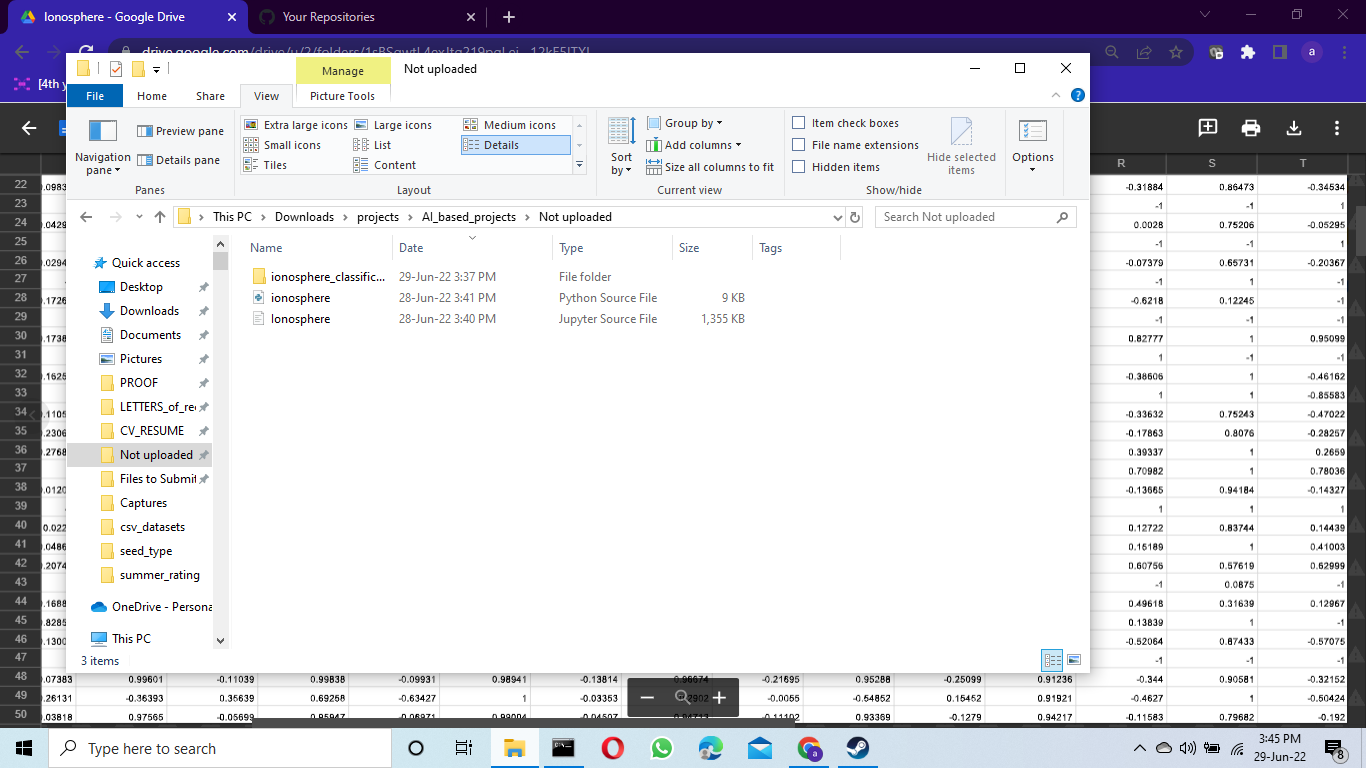 Ionosphere - Google Drive
Your Repositories
drive.google.com/drive/u/2/folders/
a
[4th y
Manage
Not uploaded
File Home Share View Picture Tools
Navigation pane
Preview pane
Details pane
Panes
Extra large icons Large icons Medium icons
Small icons List Details
Tiles Content
Layout
Sort by
Group by
Add columns
Size all columns to fit
Current view
Item check boxes
File name extensions
Hidden items
Hide selected items
Show/hide
Options
This PC > Downloads > projects > AI_based_projects > Not uploaded
Search Not uploaded
Quick access
Desktop
Downloads
Documents
Pictures
PROOF
LETTERS_of_re
CV_RESUME
Not uploaded
Files to Submit
Captures
csv_datasets
seed_type
summer_rating
OneDrive - Persona
This PC
Name Date Type Size Tags
ionosphere_classific... 29-Jun-22 3:37 PM File folder
ionosphere 28-Jun-22 3:41 PM Python Source File 9 KB
Ionosphere 28-Jun-22 3:40 PM Jupyter Source File 1,355 KB
3 items
R S T
22 -0.31884 0.86473 -0.34534
23 -1 -1 1
24 0.0028 0.75206 -0.05295
25 -1 -1 1
26 -0.07379 0.65731 -0.20367
27 1 1 -1
28 -0.6218 0.12245 -1
29 -1 -1 -1
30 0.82777 1 0.95099
31 1 -1 -1
32 -0.38606 1 -0.46162
33 1 1 -0.85583
34 -0.33632 0.75243 -0.47022
35 -0.17863 0.8076 -0.28257
36 0.39337 1 0.2659
37 0.70982 1 0.78036
38 -0.13665 0.94184 -0.14327
39 1 1 1
40 0.12722 0.83744 0.14439
41 0.15189 1 0.41003
42 0.60756 0.57619 0.62999
43 -1 0.0875 -1
44 0.49618 0.31639 0.12967
45 0.13839 1 -1
46 -0.52064 0.87433 -0.57075
47 -1 -1 -1
48 0.99601 -0.11039 0.99838 -0.09931 0.98941 -0.13814 0.96674 -0.21695 0.95288 -0.25099 0.91236 -0.344 0.90581 -0.32152
49 -0.36393 0.35639 0.69258 -0.63427 1 -0.03353 -0.0055 -0.54852 0.15452 0.91921 -0.4627 1 -0.50424
50 0.97565 -0.05699 0.95947 -0.06971 0.99004 -0.04507 0.94713 -0.11102 0.93369 -0.1279 0.94217 -0.11583 0.79682 -0.192
Type here to search
3:45 PM
29-Jun-22
8